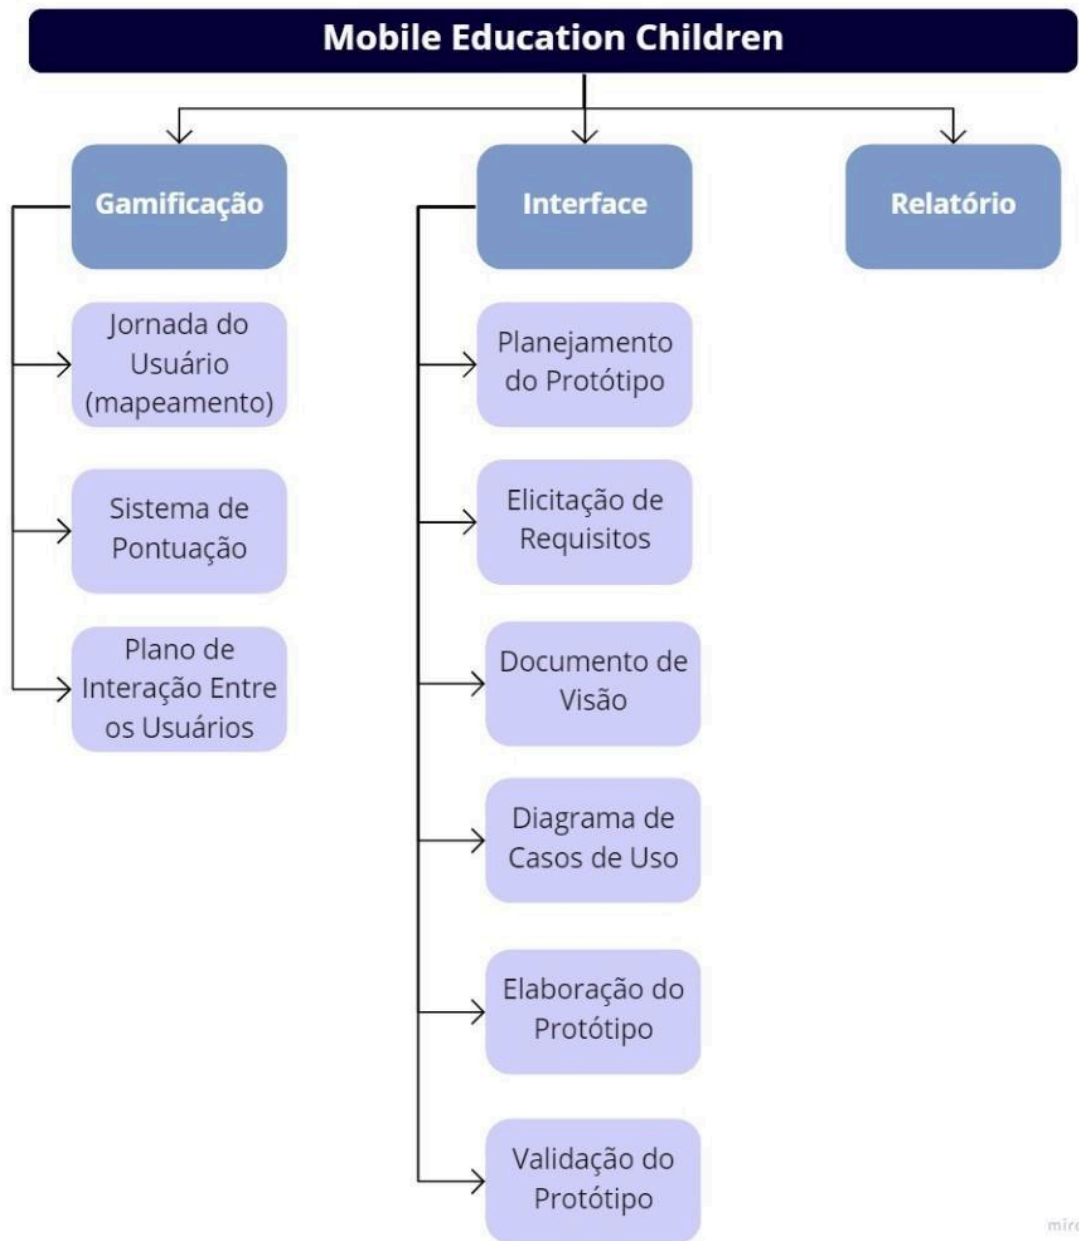 Mobile Education Children
Gamificação
Interface
Relatório
Jornada do
Usuário
(mapeamento)
Sistema de
Pontuação
Plano de
Interação Entre
os Usuários
Planejamento
do Protótipo
Elicitação de
Requisitos
Documento de
Visão
Diagrama de
Casos de Uso
Elaboração do
Protótipo
Validação do
Protótipo